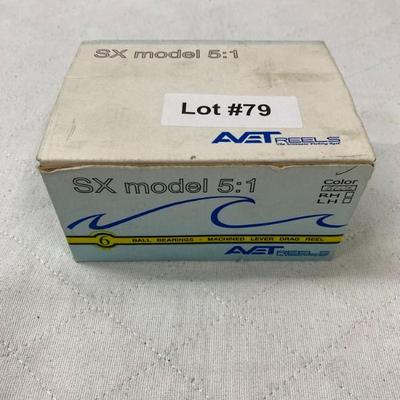 SX model 5:1
Lot #79
AVET REELS
SX model 5:1
Color
RH
LH
6 BALL BEARINGS - MACHINED LEVER DRAG REEL
AVET REELS